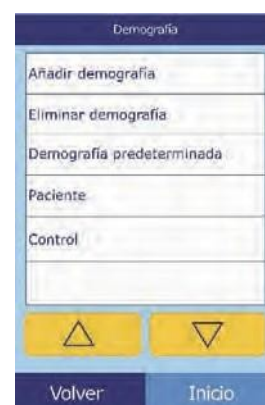 Demografía
Añadir demografía
Eliminar demografía
Demografía predeterminada
Paciente
Control
Volver
Inicio